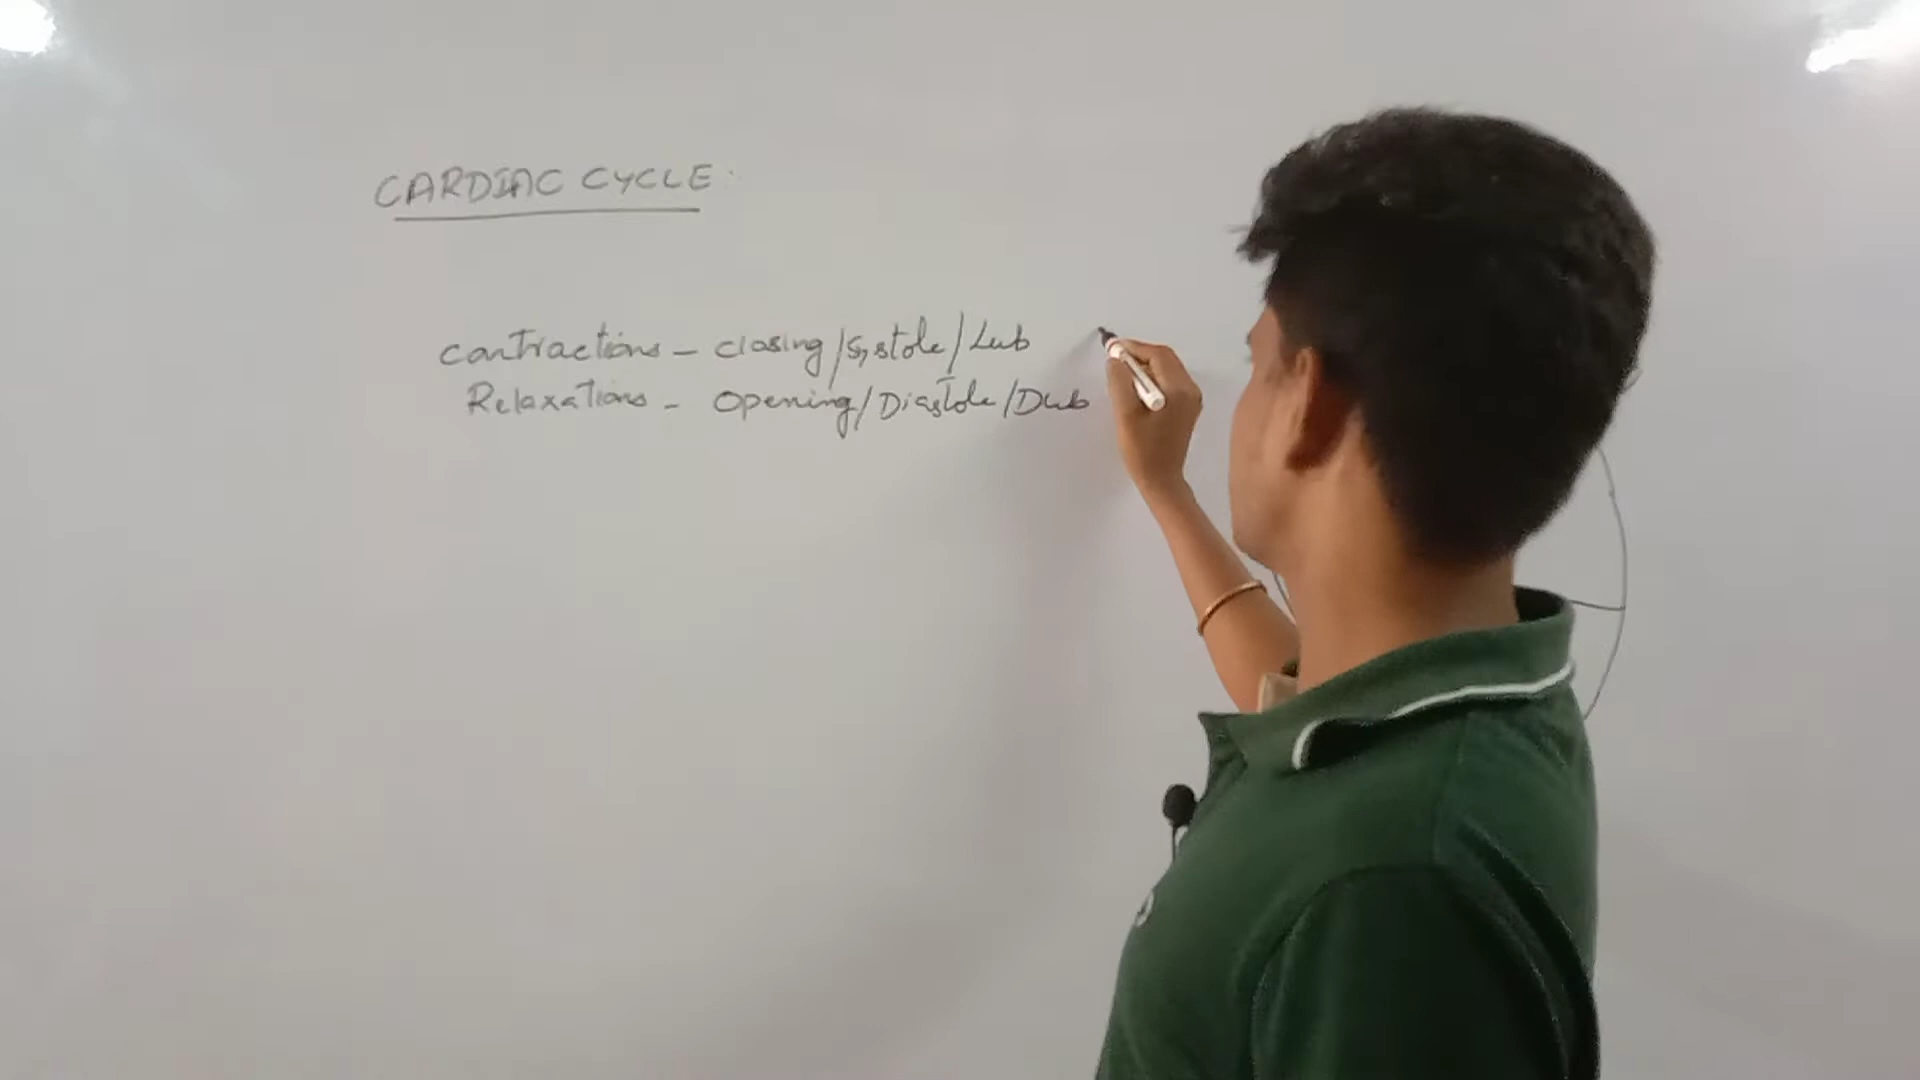 CARDIAC CYCLE.
Contractions - closing/Systole/Lub
Relaxations - Opening/Diastole/Dub